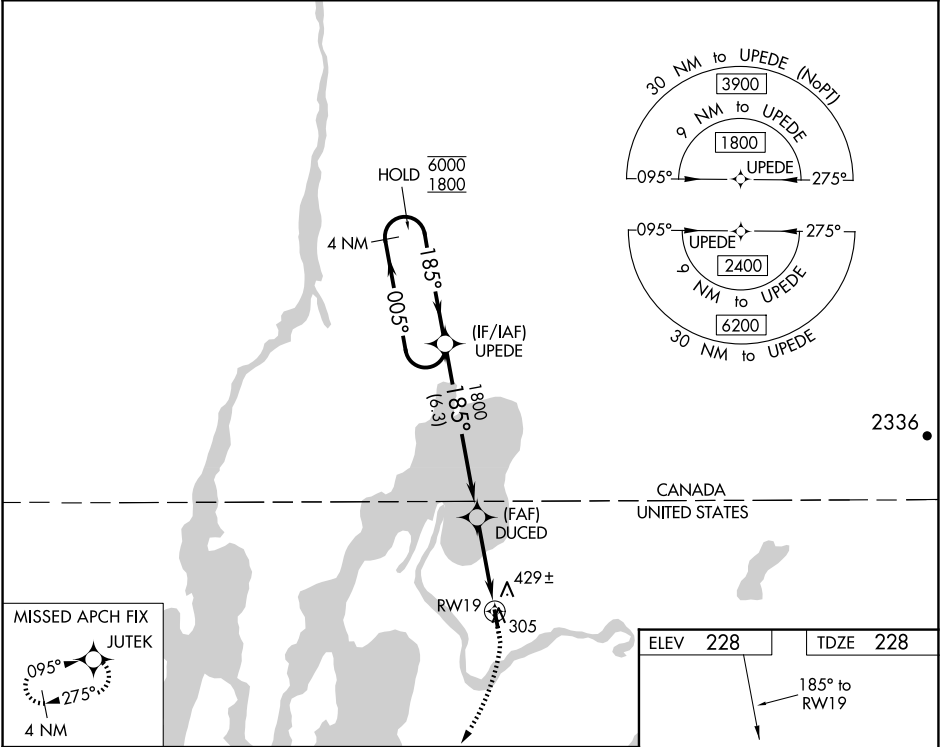 30 NM to UPEDE (NoPT)
3900
9 NM to UPEDE
1800
UPEDE
095°
275°
095°
275°
UPEDE
2400
9 NM to UPEDE
6200
30 NM to UPEDE
HOLD
6000
1800
4 NM
185°
005°
(IF/IAF)
UPEDE
1800
185°
(6.3)
2336
CANADA
UNITED STATES
(FAF)
DUCED
429±
RW19
305
MISSED APCH FIX
JUTEK
095°
275°
4 NM
ELEV 228
TDZE 228
185° to
RW19